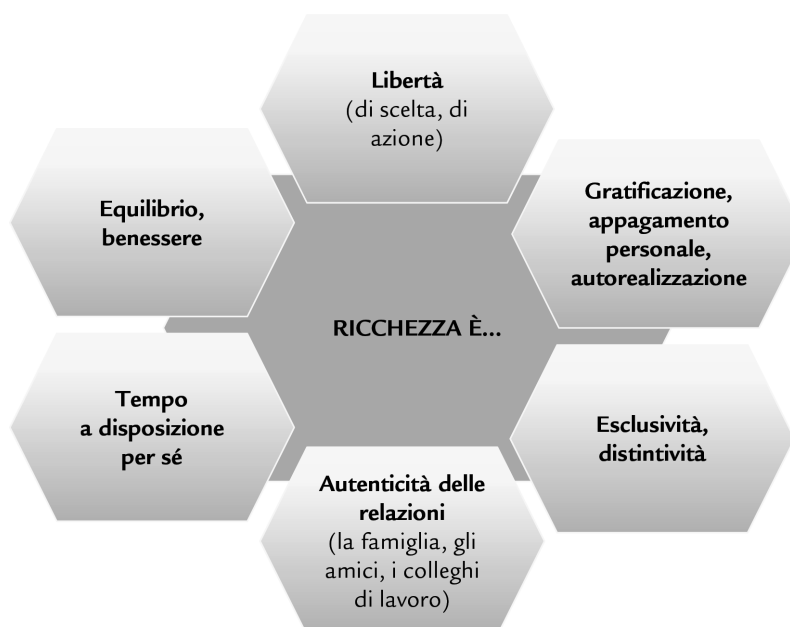 Libertà
(di scelta, di
azione)
Gratificazione,
appagamento
personale,
autorealizzazione
Esclusività,
distintività
Autenticità delle
relazioni
(la famiglia, gli
amici, i colleghi
di lavoro)
Tempo
a disposizione
per sé
Equilibrio,
benessere
RICCHEZZA È...